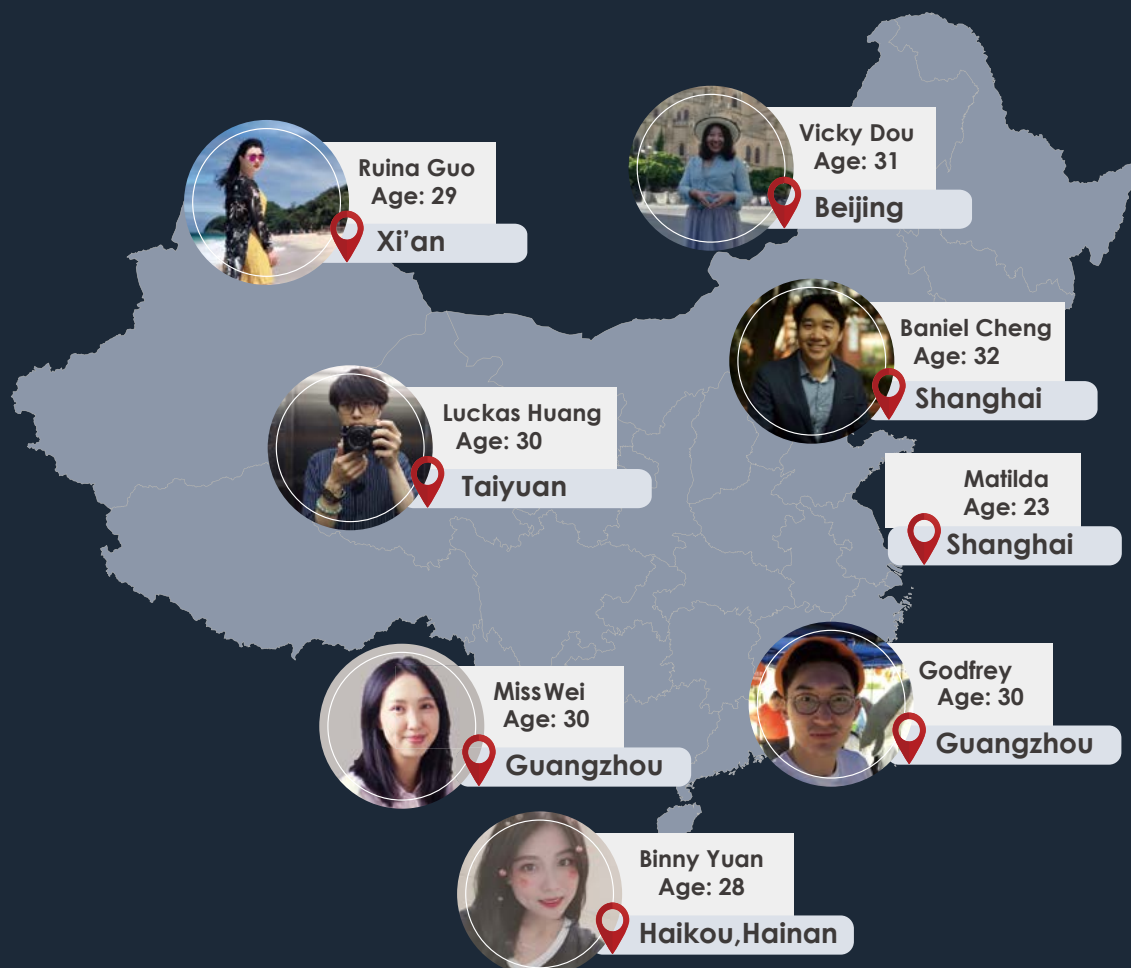 Vicky Dou
Age: 31
Beijing
Ruina Guo
Age: 29
Xi’an
Baniel Cheng
Age: 32
Shanghai
Luckas Huang
Age: 30
Taiyuan
Matilda
Age: 23
Shanghai
Miss Wei
Age: 30
Guangzhou
Godfrey
Age: 30
Guangzhou
Binny Yuan
Age: 28
Haikou,Hainan